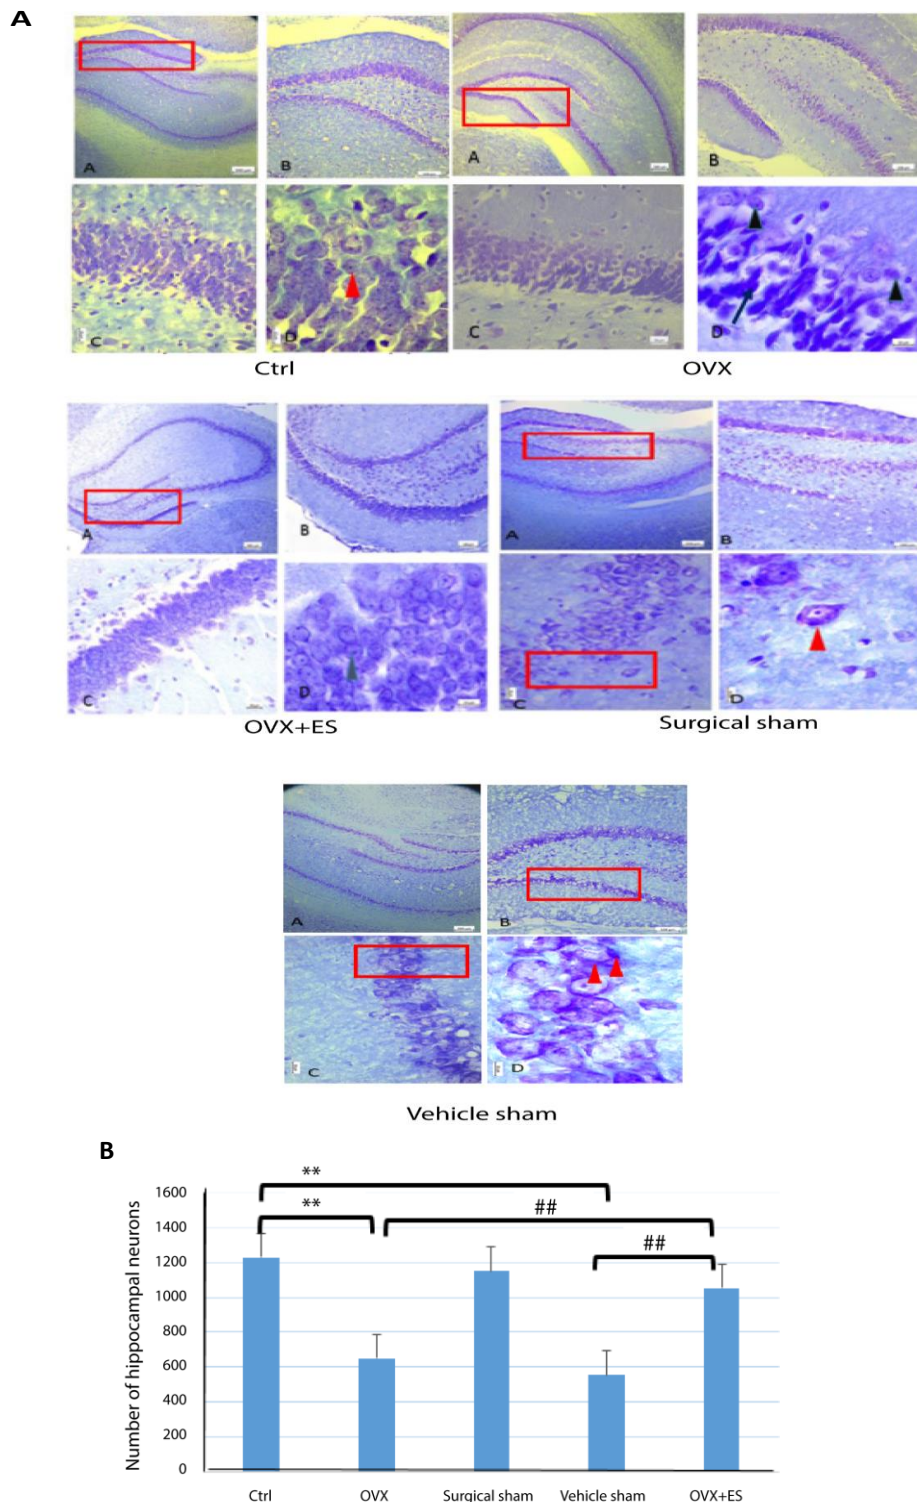 A
A
B
A
B
C
D
C
D
Ctrl
OVX
A
B
A
B
C
D
C
D
OVX+ES
Surgical sham
A
B
C
D
Vehicle sham
B
**
**
##
##
Number of hippocampal neurons
1600
1400
1200
1000
800
600
400
200
0
Ctrl
OVX
Surgical sham
Vehicle sham
OVX+ES